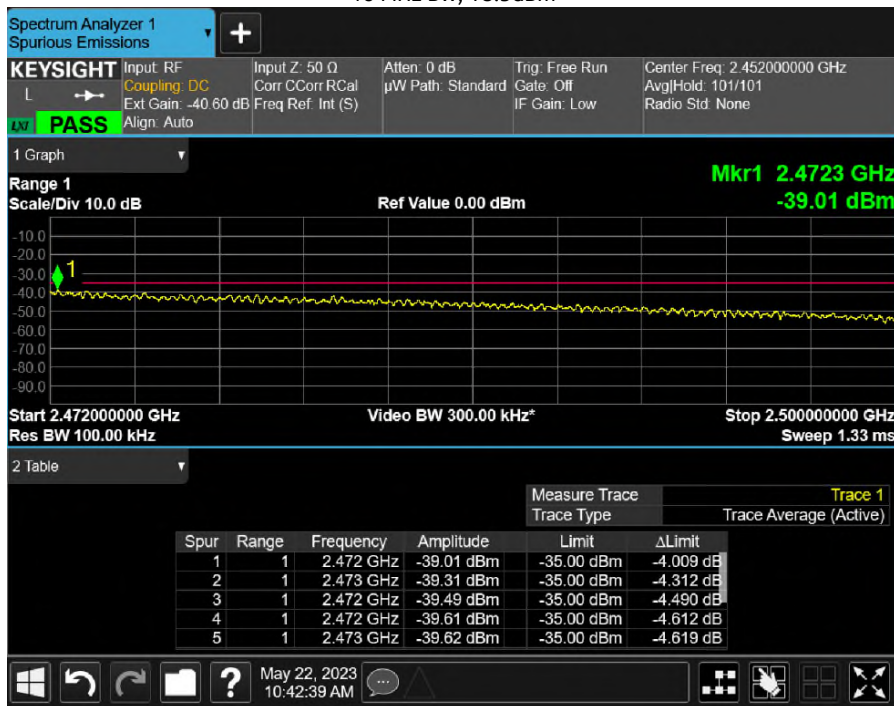 Spectrum Analyzer 1
Spurious Emissions
+
KEYSIGHT
L
LXI PASS
Input: RF
Coupling: DC
Ext Gain: -40.60 dB
Align: Auto
Input Z: 50 Ω
Corr CCorr RCal
Freq Ref: Int (S)
Atten: 0 dB
µW Path: Standard
Trig: Free Run
Gate: Off
IF Gain: Low
Center Freq: 2.452000000 GHz
Avg|Hold: 101/101
Radio Std: None
1 Graph
Range 1
Scale/Div 10.0 dB
Ref Value 0.00 dBm
Mkr1 2.4723 GHz
-39.01 dBm
1
-10.0
-20.0
-30.0
-40.0
-50.0
-60.0
-70.0
-80.0
-90.0
Start 2.472000000 GHz Video BW 300.00 kHz* Stop 2.500000000 GHz
Res BW 100.00 kHz Sweep 1.33 ms
2 Table
Measure Trace Trace 1
Trace Type Trace Average (Active)
Spur Range Frequency Amplitude Limit ΔLimit
1 1 2.472 GHz -39.01 dBm -35.00 dBm -4.009 dB
2 1 2.473 GHz -39.31 dBm -35.00 dBm -4.312 dB
3 1 2.472 GHz -39.49 dBm -35.00 dBm -4.490 dB
4 1 2.472 GHz -39.61 dBm -35.00 dBm -4.612 dB
5 1 2.473 GHz -39.62 dBm -35.00 dBm -4.619 dB
?
May 22, 2023
10:42:39 AM